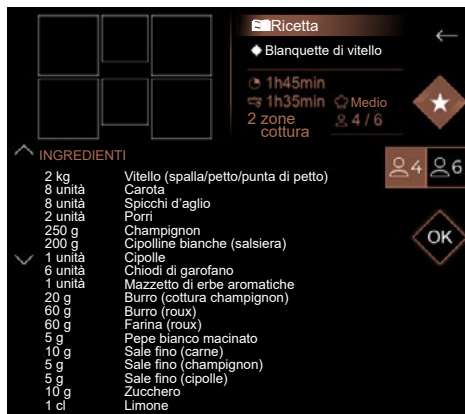 Ricetta
Blanquette di vitello
1h45min
1h35min Medio
2 zone cottura
4 / 6
INGREDIENTI
4 6
OK
2 kg Vitello (spalla/petto/punta di petto)
8 unità Carota
8 unità Spicchi d'aglio
2 unità Porri
250 g Champignon
200 g Cipolline bianche (salsiera)
1 unità Cipolle
6 unità Chiodi di garofano
1 unità Mazzetto di erbe aromatiche
20 g Burro (cottura champignon)
60 g Burro (roux)
60 g Farina (roux)
5 g Pepe bianco macinato
10 g Sale fino (carne)
5 g Sale fino (champignon)
5 g Sale fino (cipolle)
10 g Zucchero
1 cl Limone